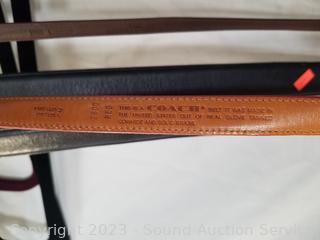 THIS IS A COACH® BELT. IT WAS MADE IN
THE UNITED STATES OUT OF REAL GLOVE TANNED
COWHIDE AND SOLID BRASS.
Copyright 2023 - Sound Auction Service